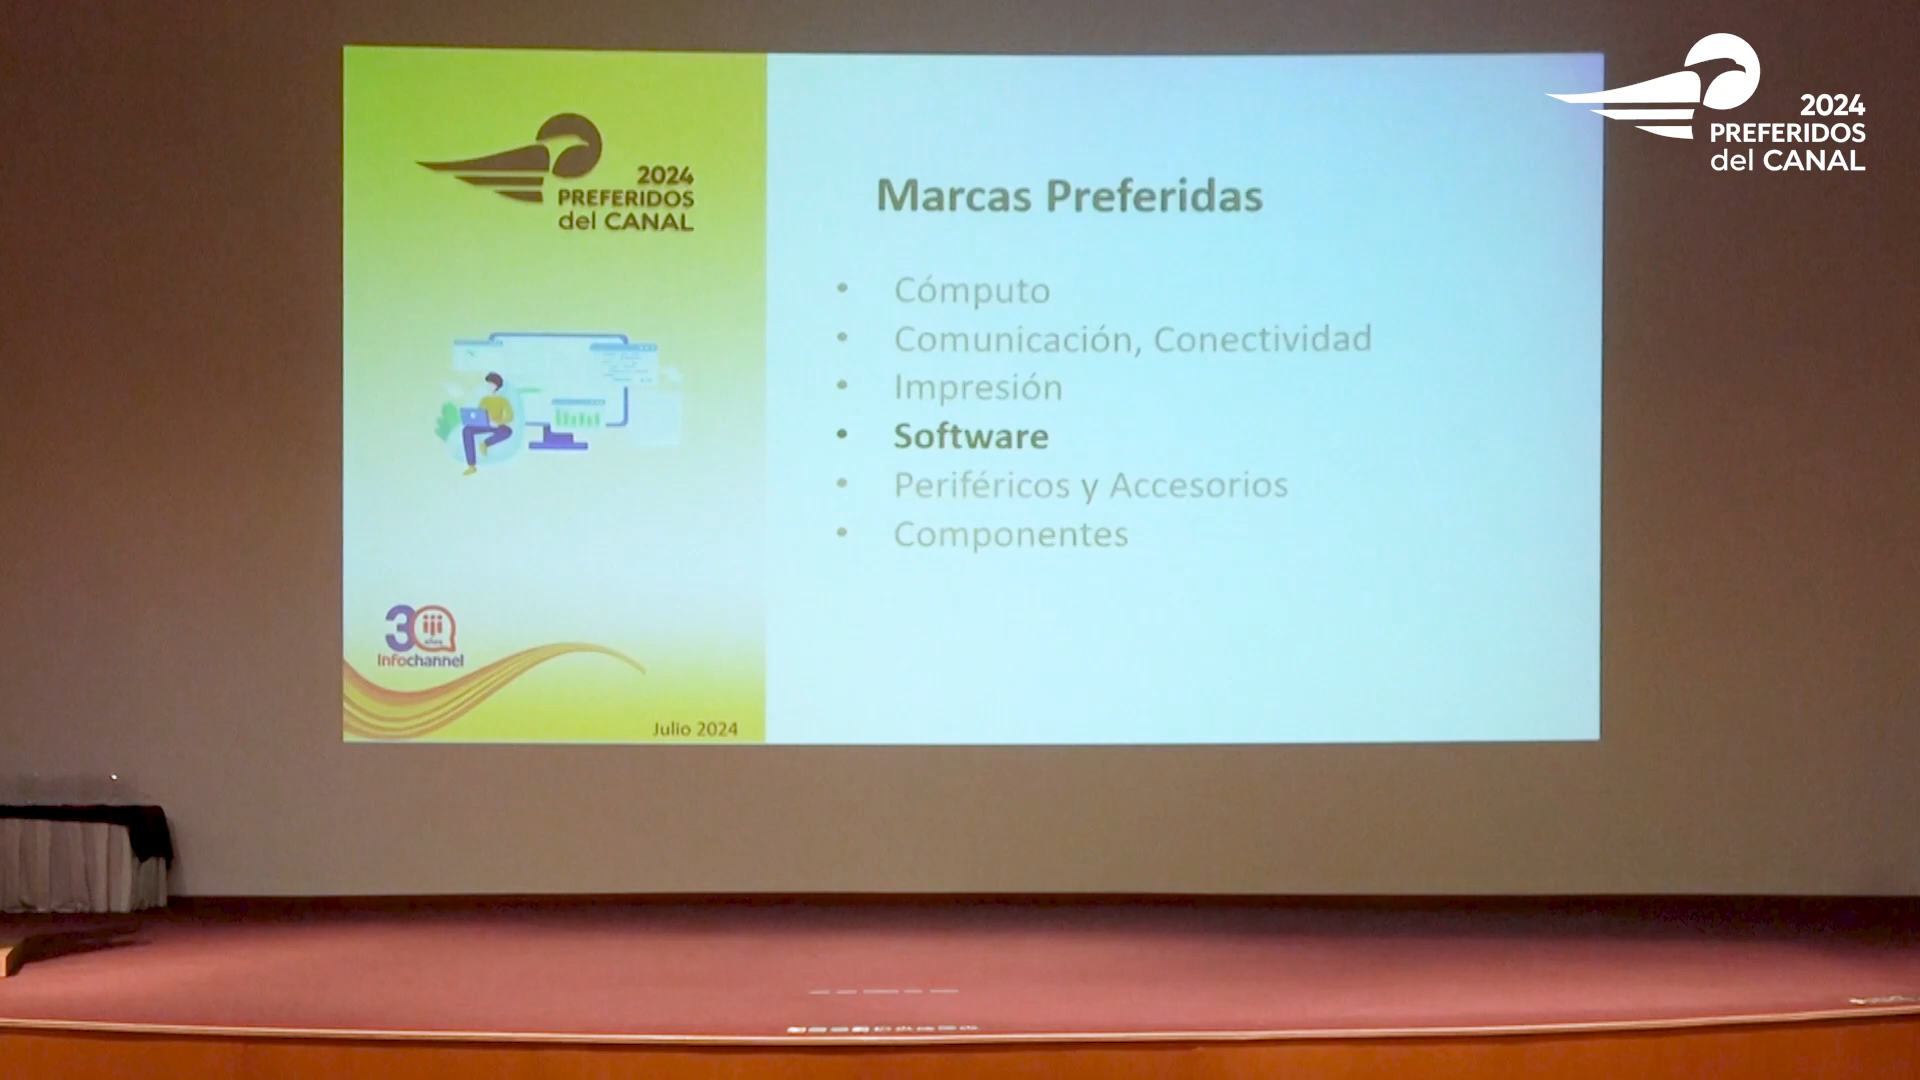 2024
PREFERIDOS
del CANAL
2024
PREFERIDOS
del CANAL
Marcas Preferidas
• Cómputo
• Comunicación, Conectividad
• Impresión
• Software
• Periféricos y Accesorios
• Componentes
30
años
Infochannel
Julio 2024